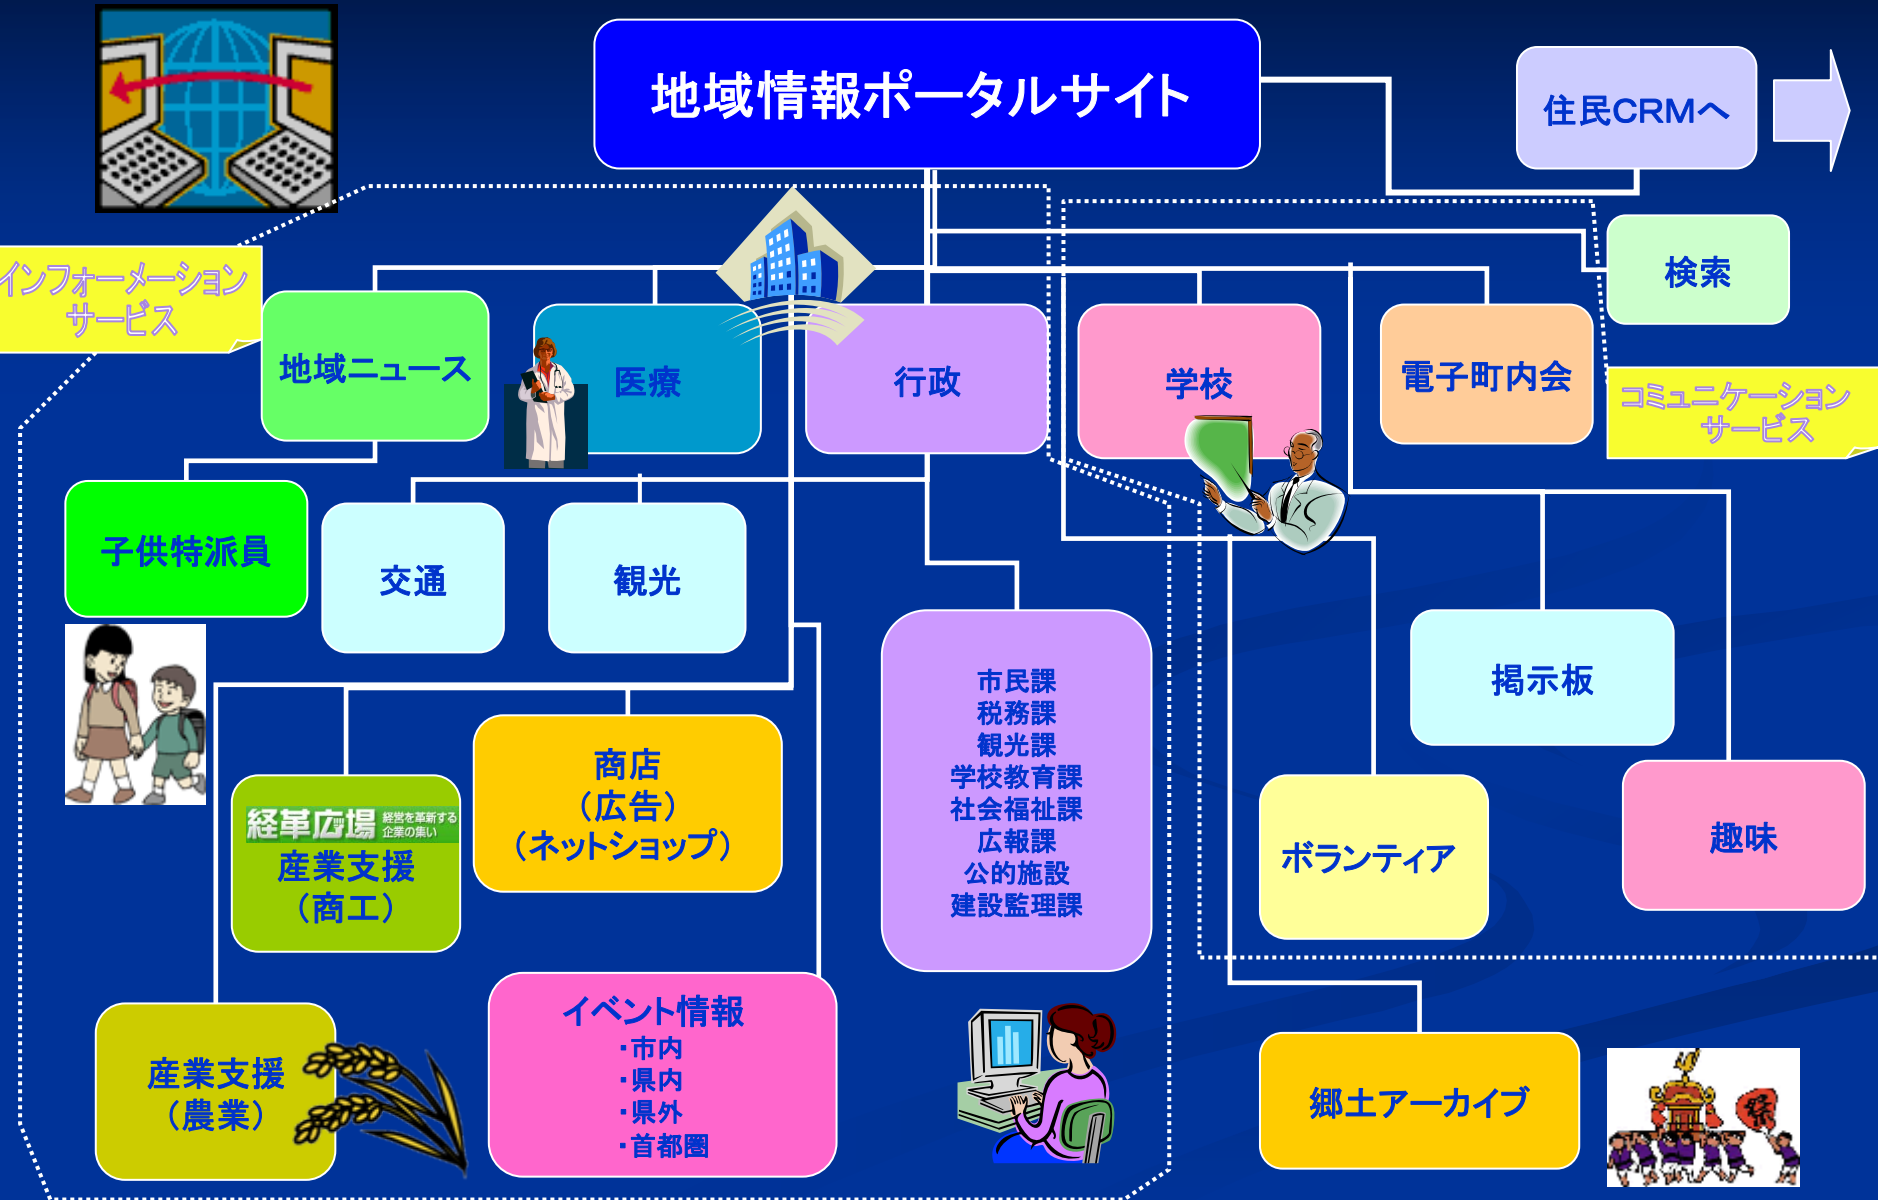 地域情報ポータルサイト
住民CRMへ
検索
インフォーメーション
サービス
地域ニュース
医療
行政
学校
電子町内会
コミュニケーション
サービス
子供特派員
交通
観光
市民課
税務課
観光課
学校教育課
社会福祉課
広報課
公的施設
建設監理課
掲示板
商店
（広告）
（ネットショップ）
経革広場 経営を革新する
企業の集い
産業支援
（商工）
ボランティア
趣味
イベント情報
・市内
・県内
・県外
・首都圏
産業支援
（農業）
郷土アーカイブ